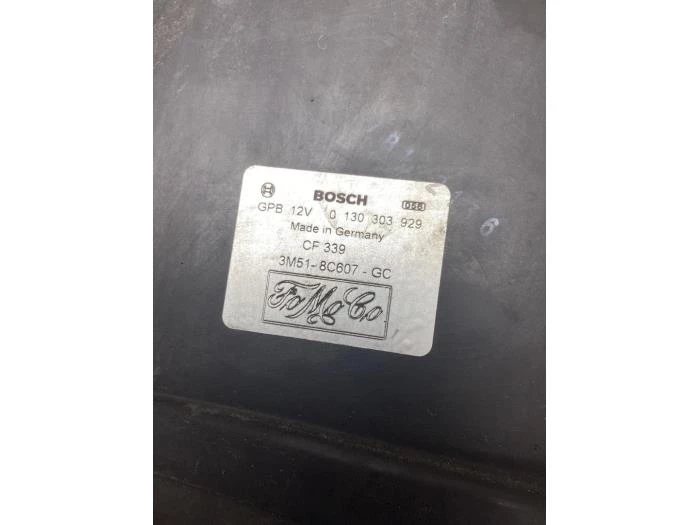 BOSCH
GPB 12V 0 130 303 929
Made in Germany
CF 339
3M51-8C607-GC
FoMoCo